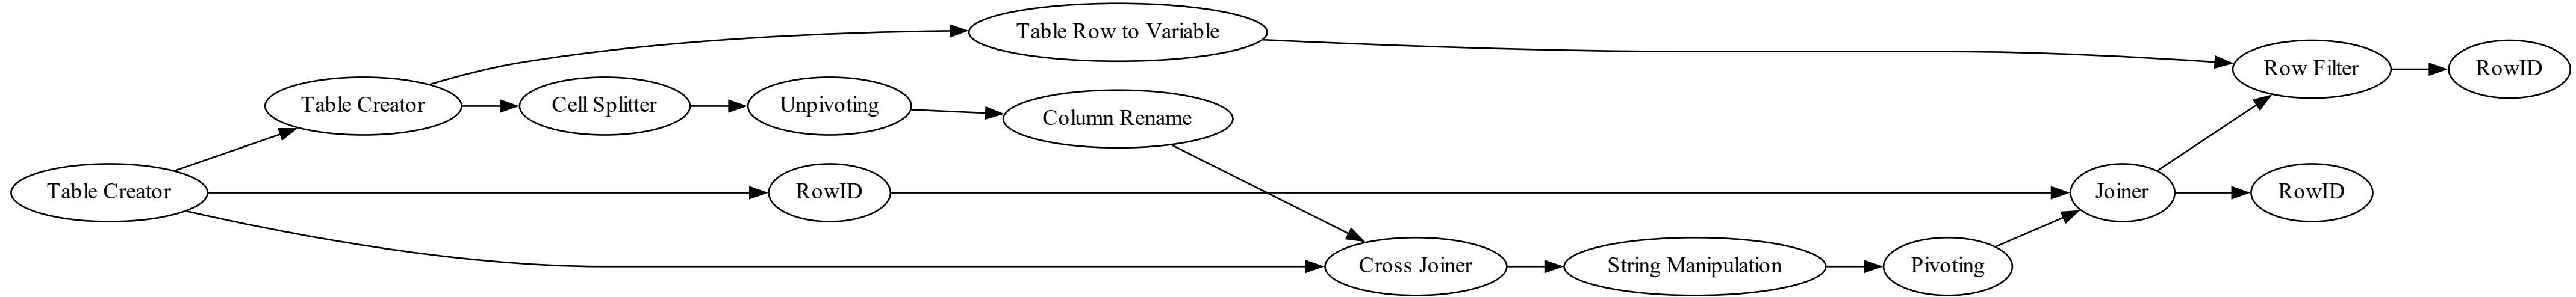 Table Row to Variable
Row Filter
RowID
Table Creator
Cell Splitter
Unpivoting
Column Rename
Table Creator
RowID
Joiner
RowID
Cross Joiner
String Manipulation
Pivoting